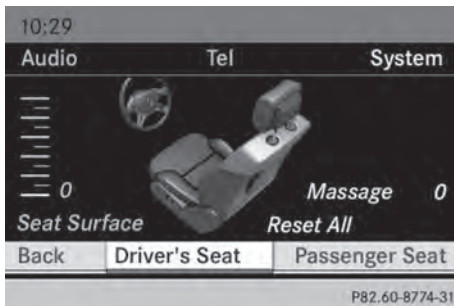 10:29
Audio Tel System
0 Massage 0
Seat Surface Reset All
Back Driver's Seat Passenger Seat
P82.60-8774-31